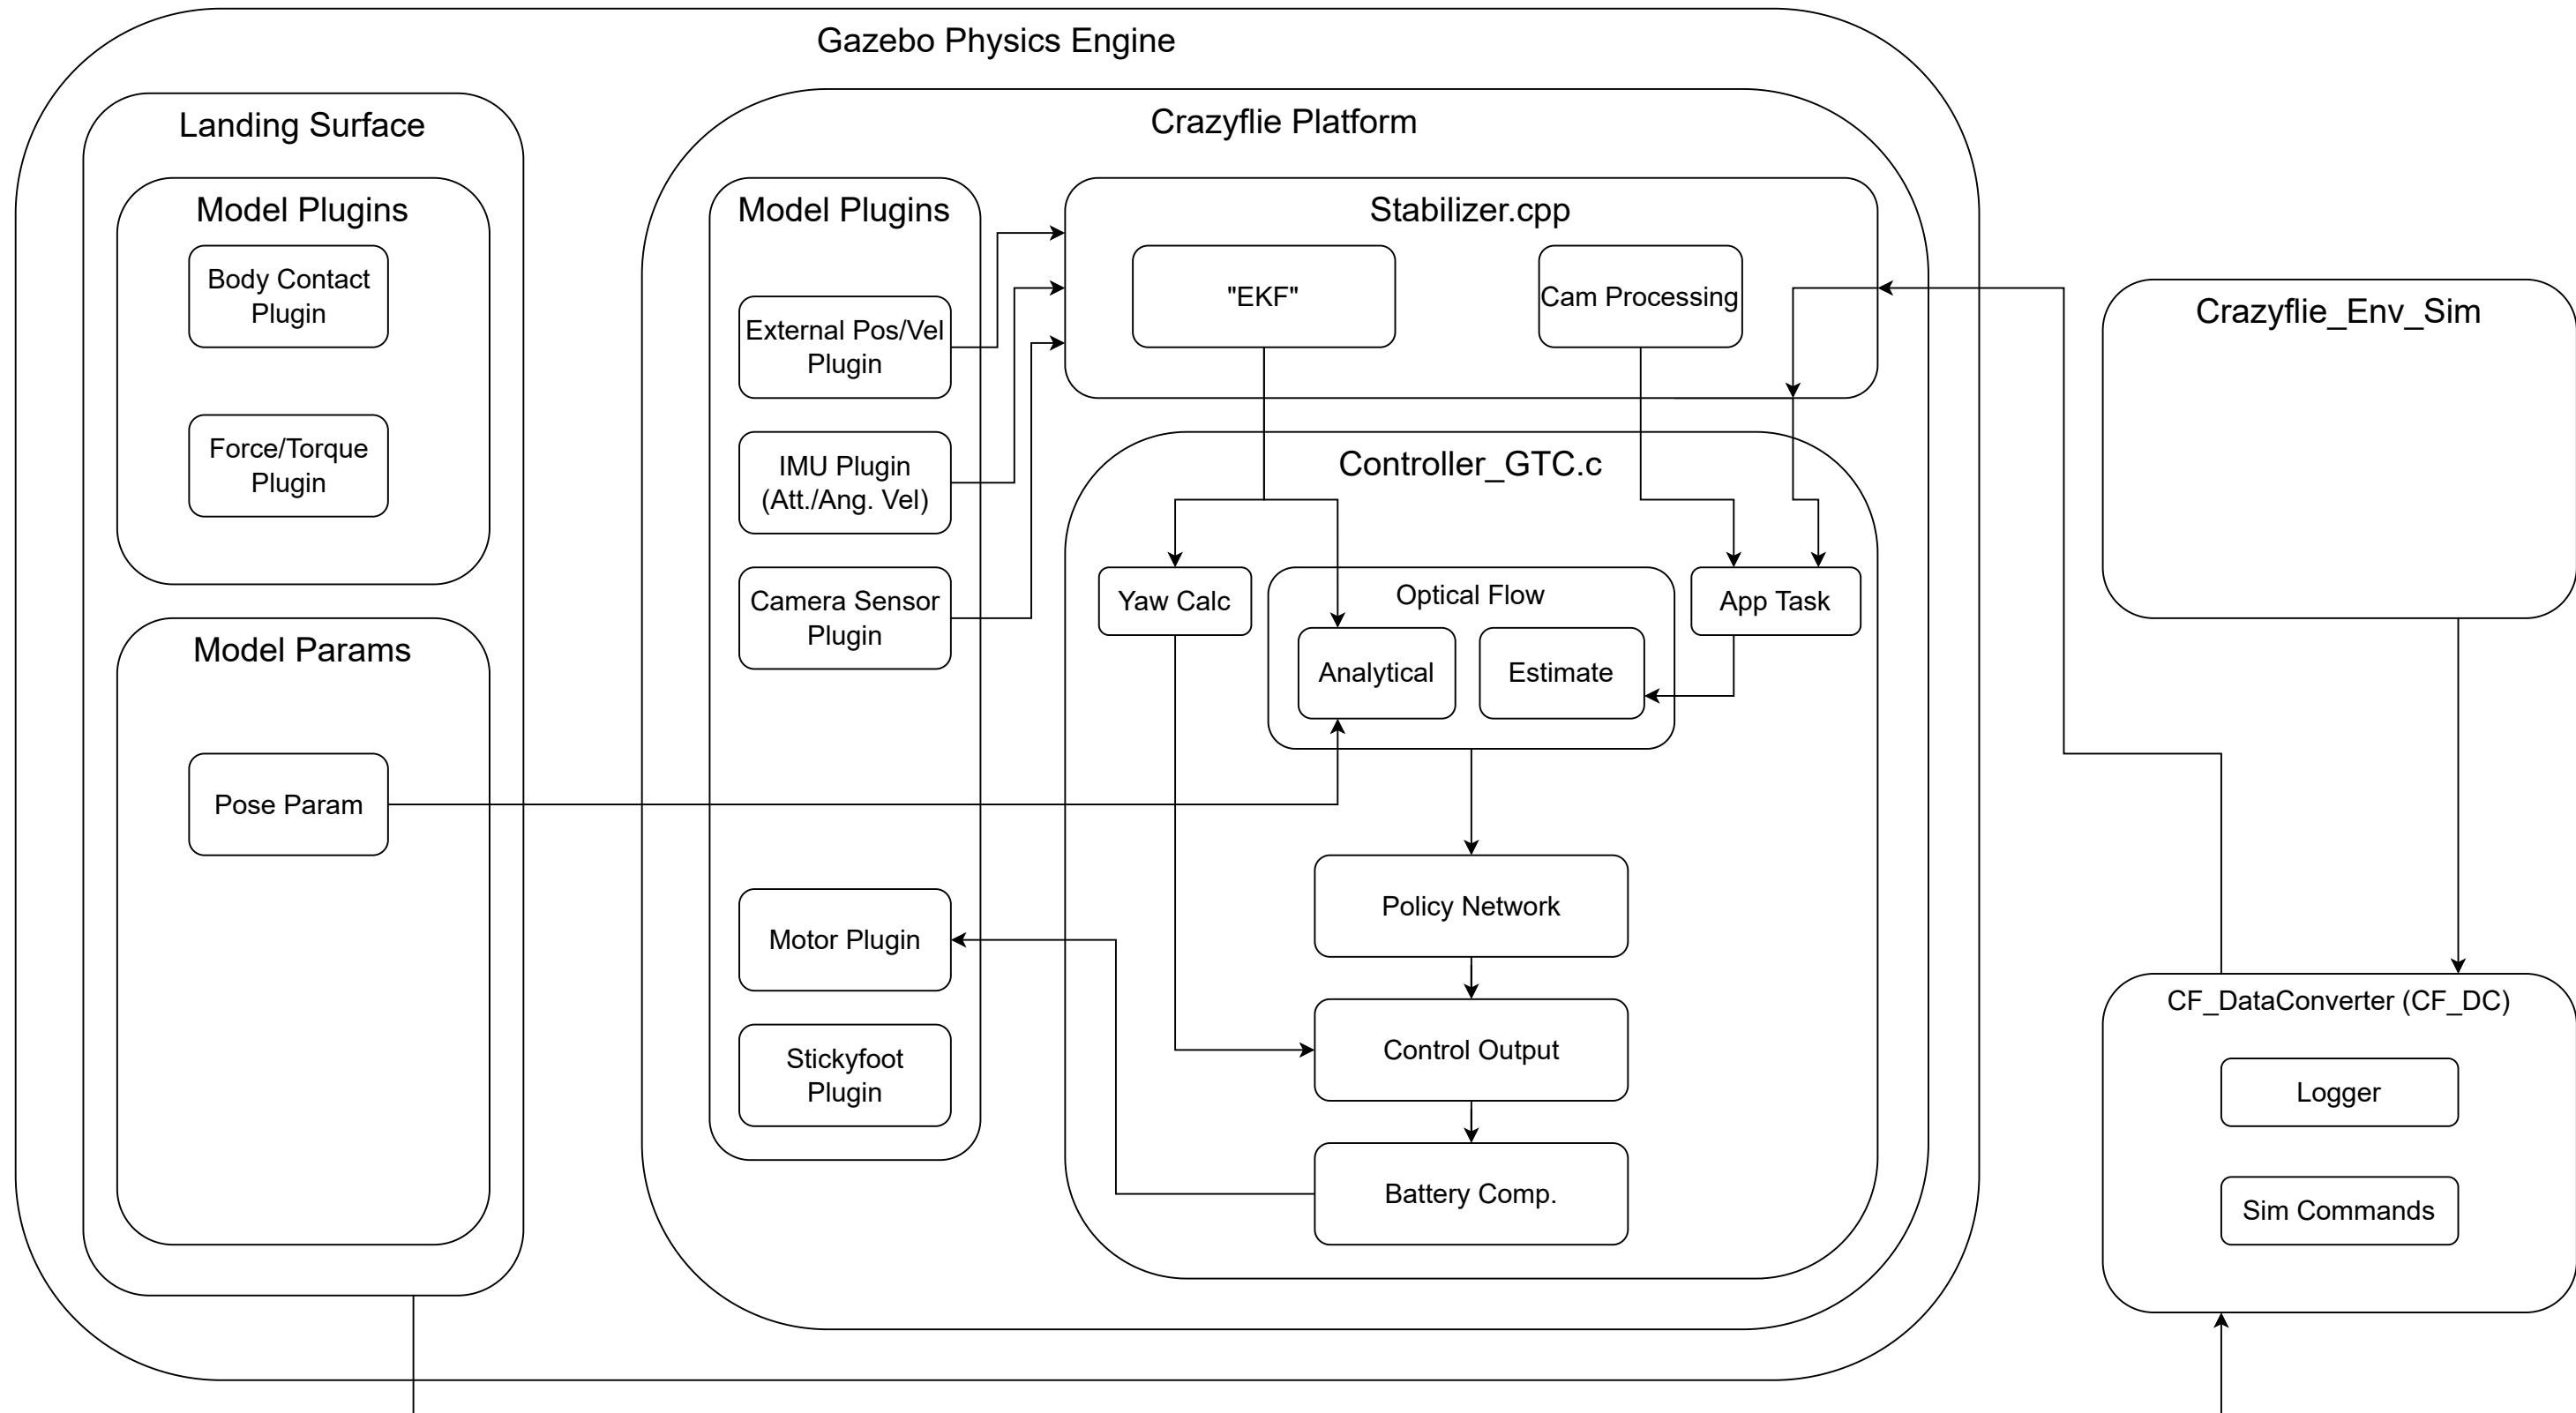 Gazebo Physics Engine
Landing Surface
Model Plugins
Body Contact
Plugin
Force/Torque
Plugin
Model Params
Pose Param
Crazyflie Platform
Model Plugins
External Pos/Vel
Plugin
IMU Plugin
(Att./Ang. Vel)
Camera Sensor
Plugin
Motor Plugin
Stickyfoot
Plugin
Stabilizer.cpp
"EKF"
Cam Processing
Controller_GTC.c
Yaw Calc
Optical Flow
Analytical
Estimate
App Task
Policy Network
Control Output
Battery Comp.
Crazyflie_Env_Sim
CF_DataConverter (CF_DC)
Logger
Sim Commands